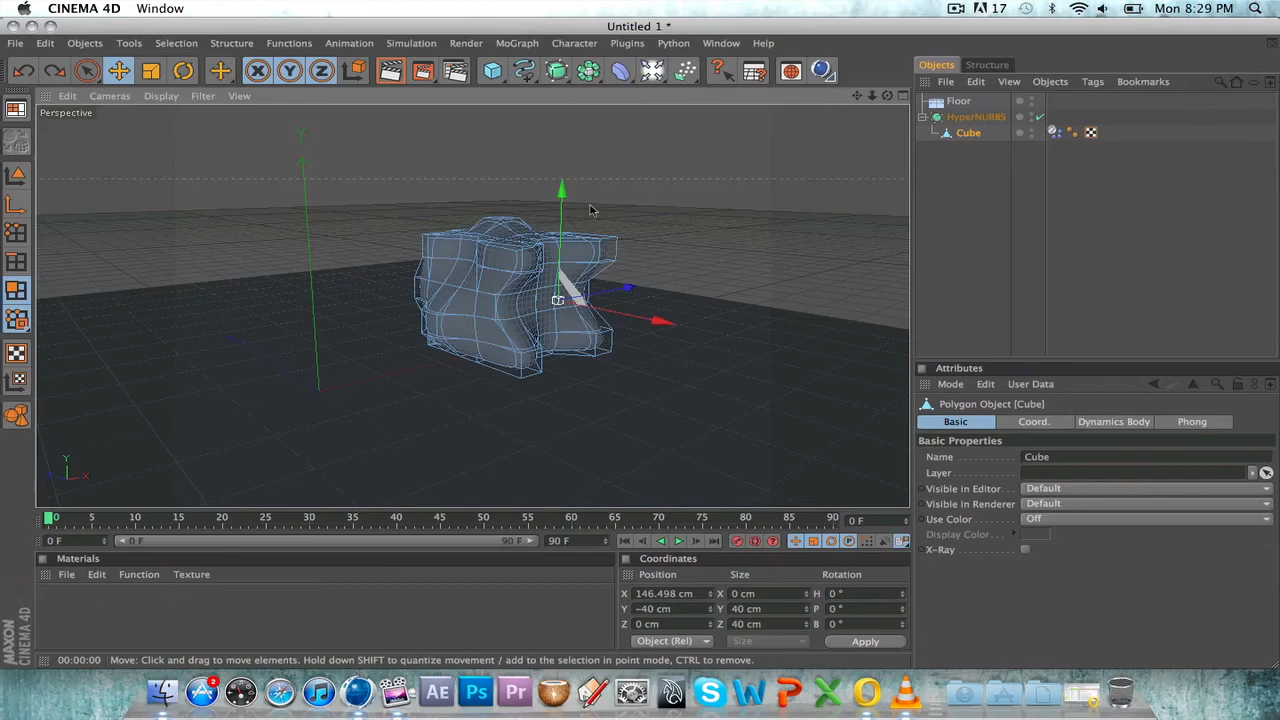 CINEMA 4D Window
17 Mon 8:29 PM
Untitled 1 *
File Edit Objects Tools Selection Structure Functions Animation Simulation Render MoGraph Character Plugins Python Window Help
X Y Z
Objects Structure
File Edit View Objects Tags Bookmarks
Edit Cameras Display Filter View
Perspective
Floor
HyperNURBS
Cube
Y
Y
X
Attributes
Mode Edit User Data
Polygon Object [Cube]
Basic Coord. Dynamics Body Phong
Basic Properties
Name Cube
Layer
Visible in Editor Default
Visible in Renderer Default
Use Color Off
Display Color
X-Ray
0 5 10 15 20 25 30 35 40 45 50 55 60 65 70 75 80 85 90 0 F
0 F 0 F 90 F 90 F
Materials
File Edit Function Texture
Coordinates
Position Size Rotation
X 146.498 cm X 0 cm H 0 °
Y -40 cm Y 40 cm P 0 °
Z 0 cm Z 40 cm B 0 °
Object (Rel) Size Apply
MAXON CINEMA 4D
00:00:00 Move: Click and drag to move elements. Hold down SHIFT to quantize movement / add to the selection in point mode, CTRL to remove.
2 AE Ps Pr S W P X O